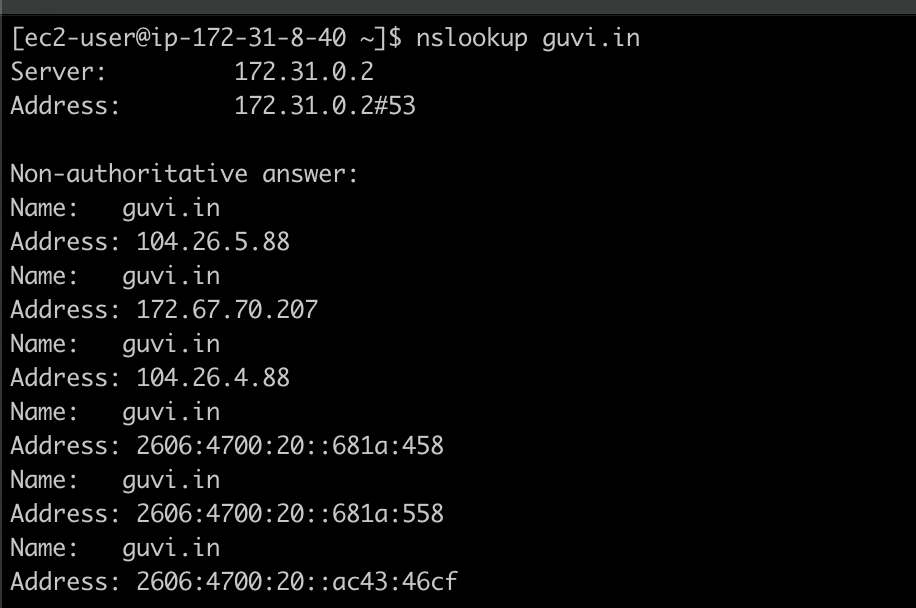 [ec2-user@ip-172-31-8-40 ~]$ nslookup guvi.in
Server:         172.31.0.2
Address:        172.31.0.2#53

Non-authoritative answer:
Name:   guvi.in
Address: 104.26.5.88
Name:   guvi.in
Address: 172.67.70.207
Name:   guvi.in
Address: 104.26.4.88
Name:   guvi.in
Address: 2606:4700:20::681a:458
Name:   guvi.in
Address: 2606:4700:20::681a:558
Name:   guvi.in
Address: 2606:4700:20::ac43:46cf